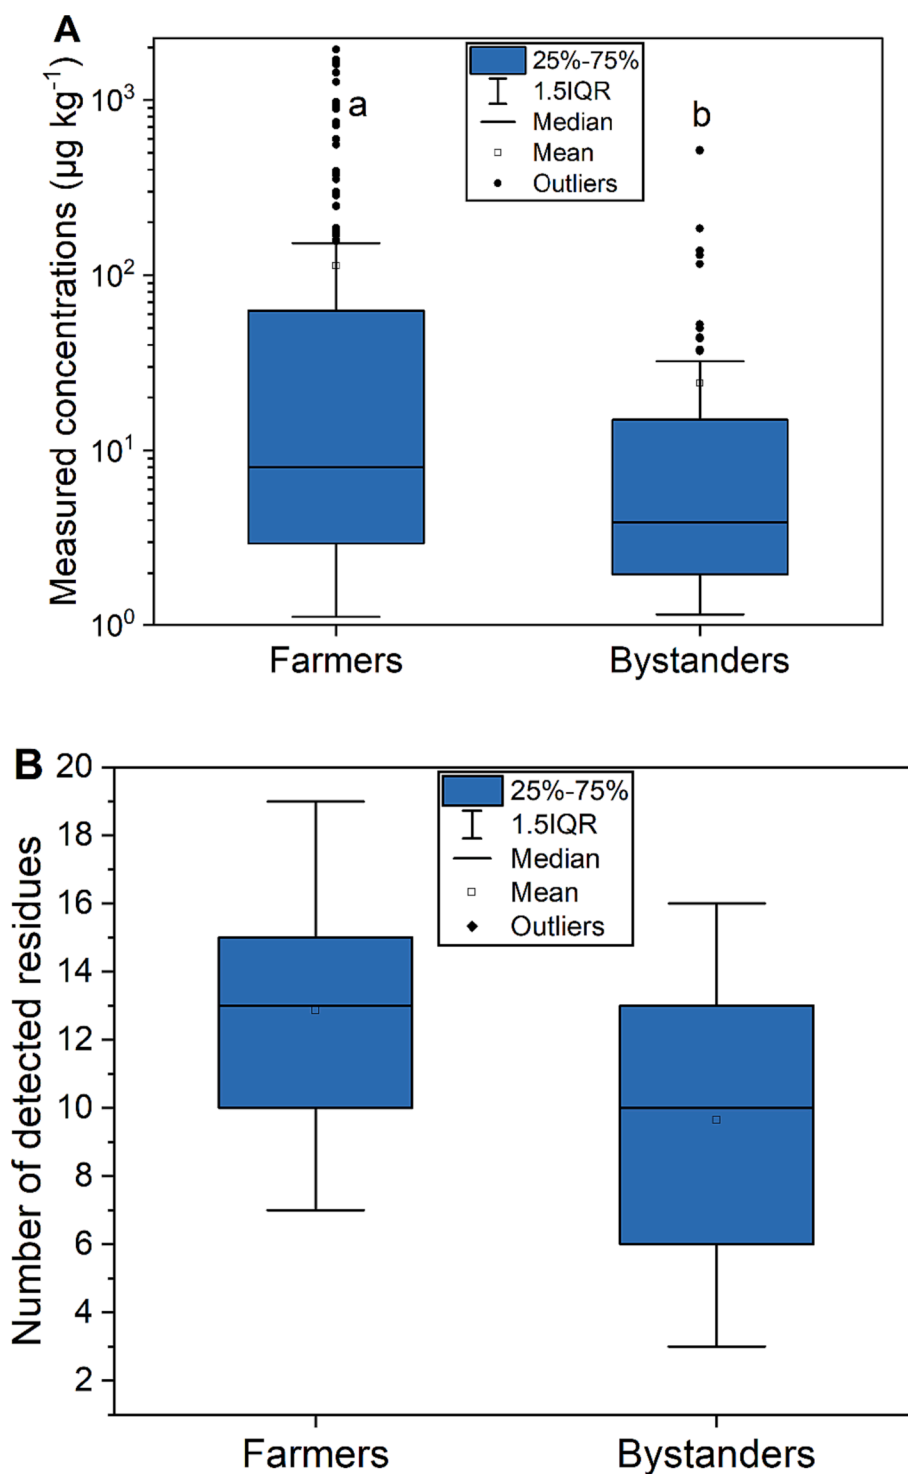 A
Measured concentrations (µg kg⁻¹)
10³
10²
10¹
10⁰
a
b
25%-75%
1.5IQR
Median
Mean
Outliers
Farmers
Bystanders
B
Number of detected residues
20
18
16
14
12
10
8
6
4
2
25%-75%
1.5IQR
Median
Mean
Outliers
Farmers
Bystanders